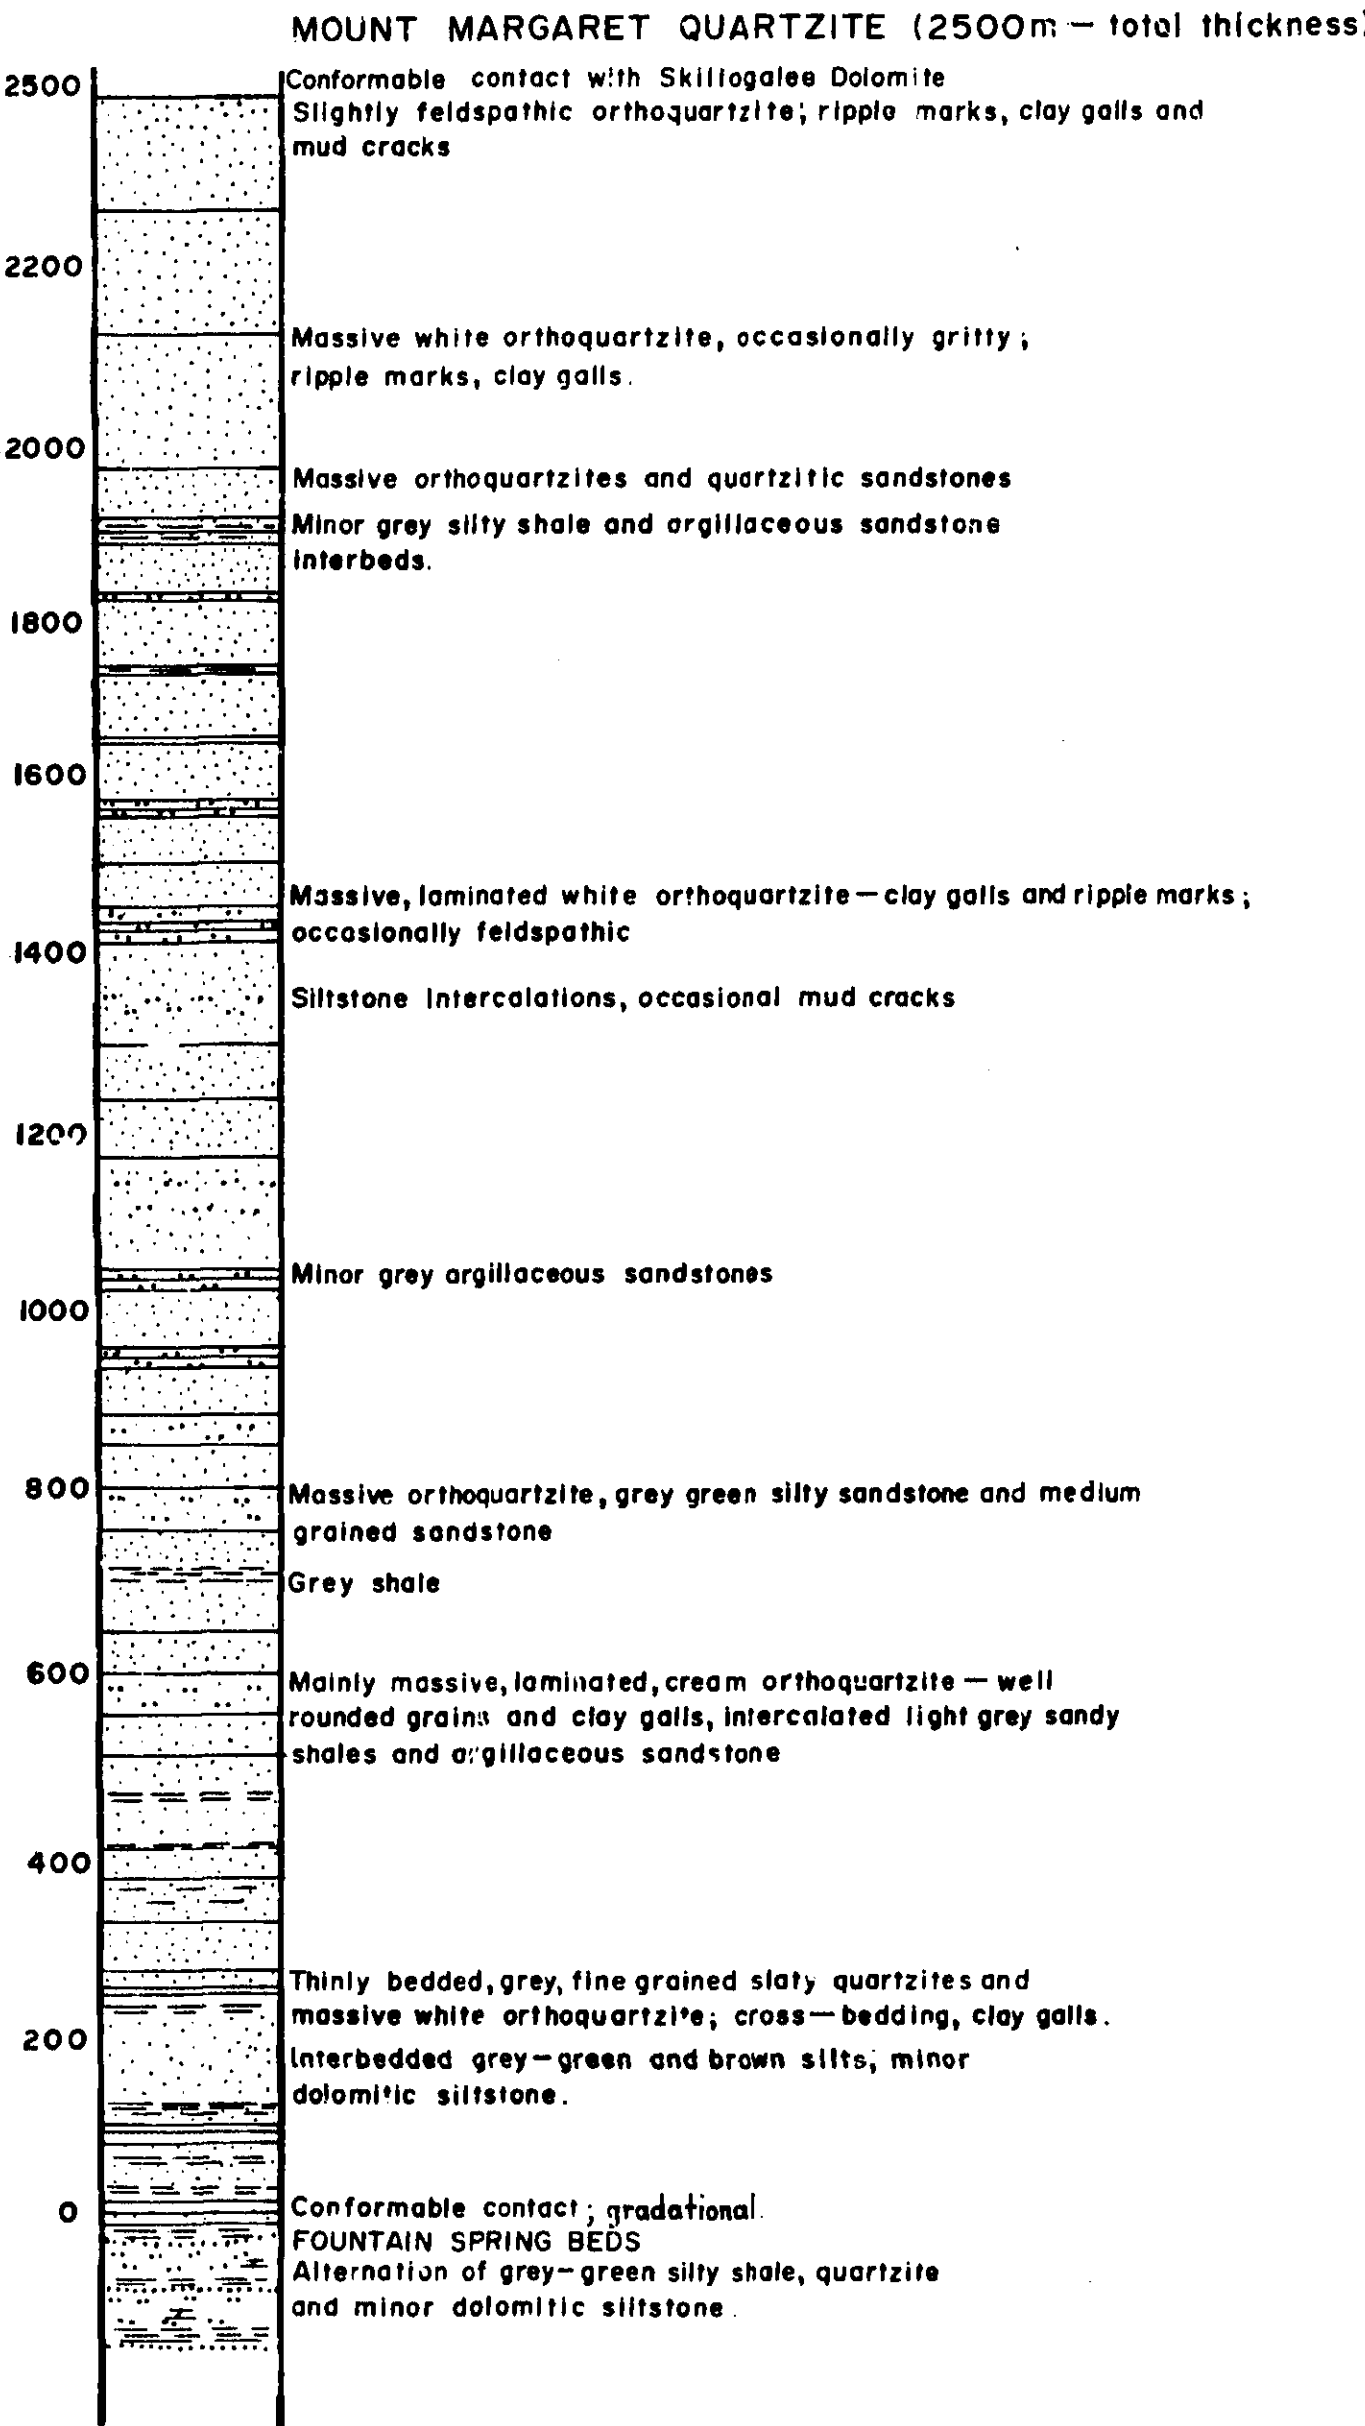 MOUNT MARGARET QUARTZITE (2500m — total thickness)
2500
Conformable contact with Skillogalee Dolomite
Slightly feldspathic orthoquartzite; ripple marks, clay galls and
mud cracks
2200
Massive white orthoquartzite, occasionally gritty;
ripple marks, clay galls.
2000
Massive orthoquartzites and quartzitic sandstones
Minor grey silty shale and argillaceous sandstone
interbeds.
1800
1600
Massive, laminated white orthoquartzite — clay galls and ripple marks;
occasionally feldspathic
1400
Siltstone intercalations, occasional mud cracks
1200
Minor grey argillaceous sandstones
1000
800
Massive orthoquartzite, grey green silty sandstone and medium
grained sandstone
Grey shale
600
Mainly massive, laminated, cream orthoquartzite — well
rounded grains and clay galls, intercalated light grey sandy
shales and argillaceous sandstone
400
Thinly bedded, grey, fine grained slaty quartzites and
massive white orthoquartzite; cross—bedding, clay galls.
200
Interbedded grey–green and brown silts; minor
dolomitic siltstone.
0
Conformable contact; gradational.
FOUNTAIN SPRING BEDS
Alternation of grey–green silty shale, quartzite
and minor dolomitic siltstone.